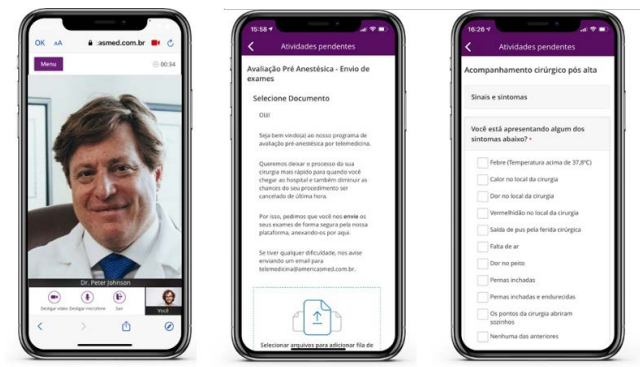 OK AA asmed.com.br
Menu
00:34
Dr. Peter Johnson
Desligar vídeo Desligar microfone Sair
Você
15:58
Atividades pendentes
Avaliação Pré Anestésica - Envio de
exames
Selecione Documento
Olá!
Seja bem vindo(a) ao nosso programa de
avaliação pré-anestésica por telemedicina.
Queremos deixar o processo da sua
cirurgia mais rápido para quando você
chegar ao hospital e também diminuir as
chances do seu procedimento ser
cancelado de última hora.
Por isso, pedimos que você nos envie os
seus exames de forma segura pela nossa
plataforma, anexando-os por aqui.
Se tiver qualquer dificuldade, nos avise
enviando um email para
telemedicina@americasmed.com.br.
Selecionar arquivos para adicionar fila de
16:26
Atividades pendentes
Acompanhamento cirúrgico pós alta
Sinais e sintomas
Você está apresentando algum dos
sintomas abaixo? *
Febre (Temperatura acima de 37,8ºC)
Calor no local da cirurgia
Dor no local da cirurgia
Vermelhidão no local da cirurgia
Saída de pus pela ferida cirúrgica
Falta de ar
Dor no peito
Pernas inchadas
Pernas inchadas e endurecidas
Os pontos da cirurgia abriram
sozinhos
Nenhuma das anteriores